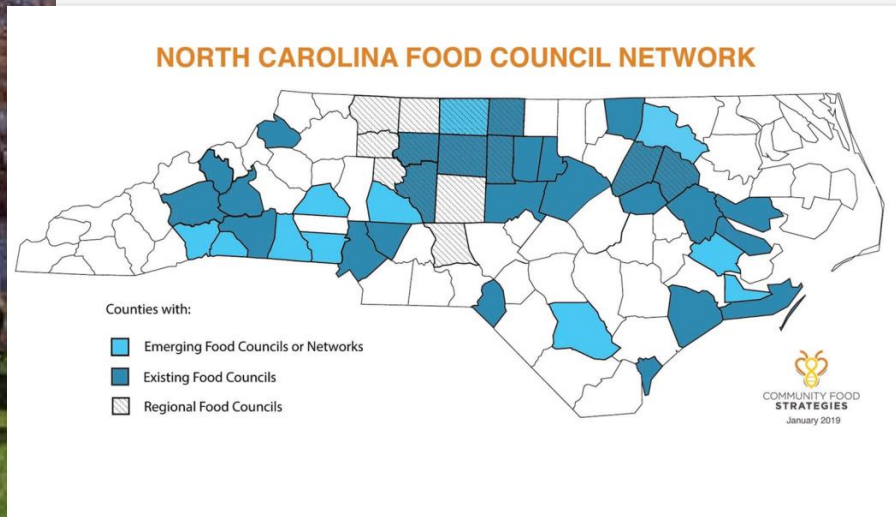 NORTH CAROLINA FOOD COUNCIL NETWORK
Counties with:
Emerging Food Councils or Networks
Existing Food Councils
Regional Food Councils
COMMUNITY FOOD
STRATEGIES
January 2019